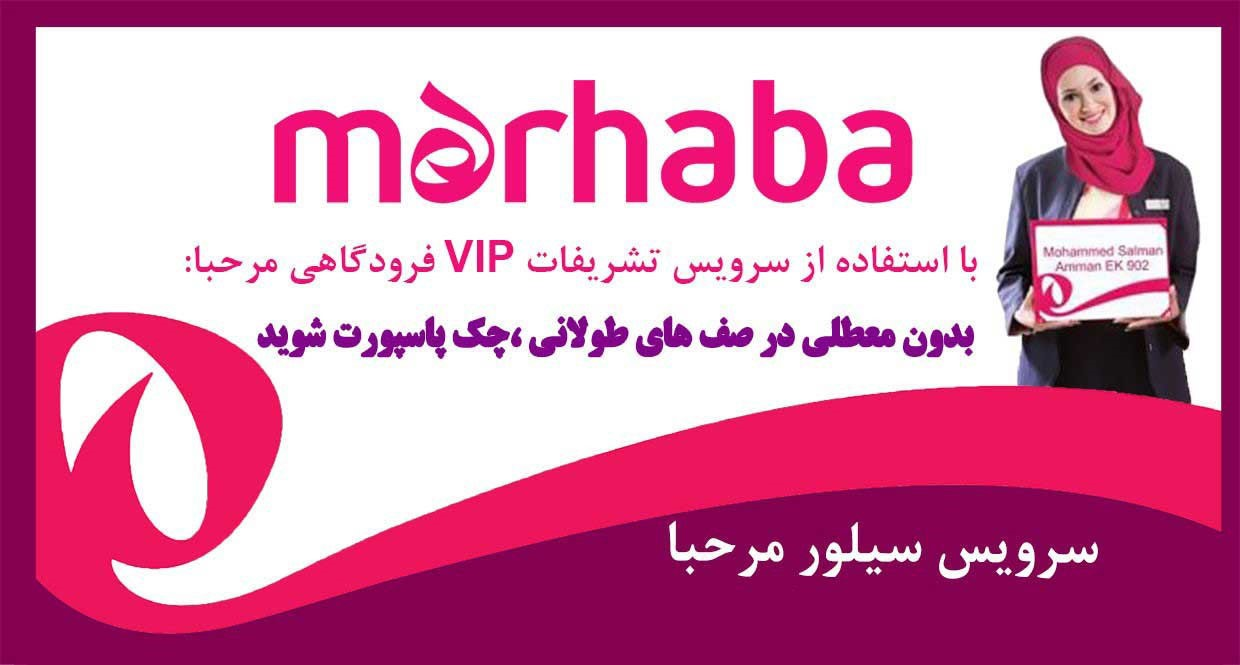 marhaba
با استفاده از سرویس تشریفات VIP فرودگاهی مرحبا:
بدون معطلی در صف های طولانی ،چک پاسپورت شوید
Mohammed Salman
Amman EK 902
سرویس سیلور مرحبا